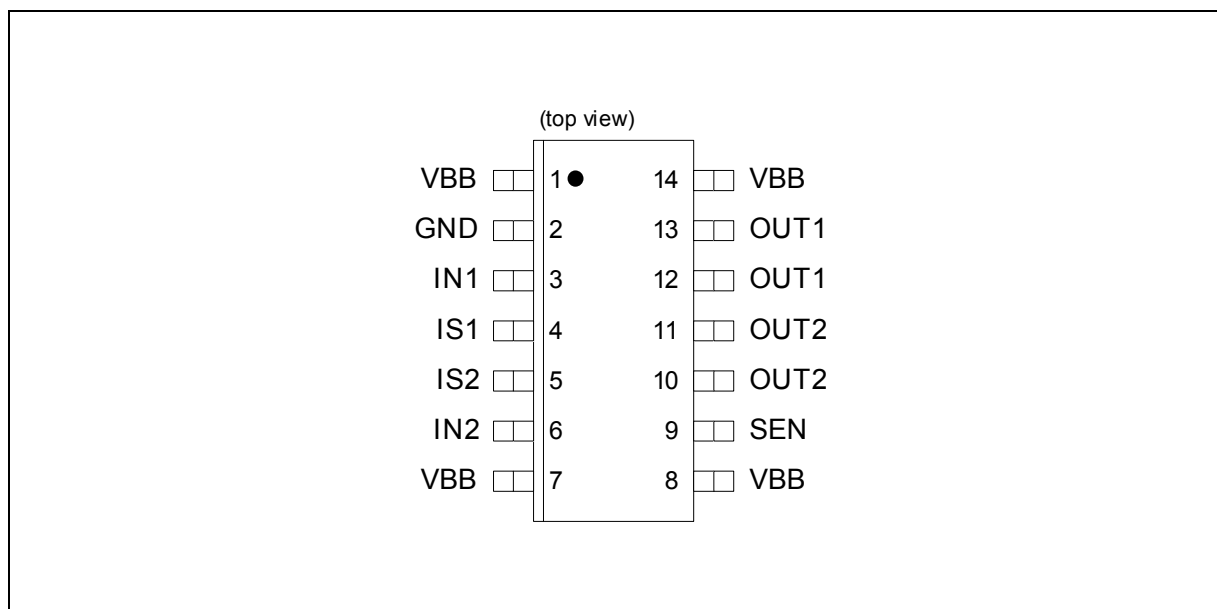 (top view)
VBB 1 14 VBB
GND 2 13 OUT1
IN1 3 12 OUT1
IS1 4 11 OUT2
IS2 5 10 OUT2
IN2 6 9 SEN
VBB 7 8 VBB